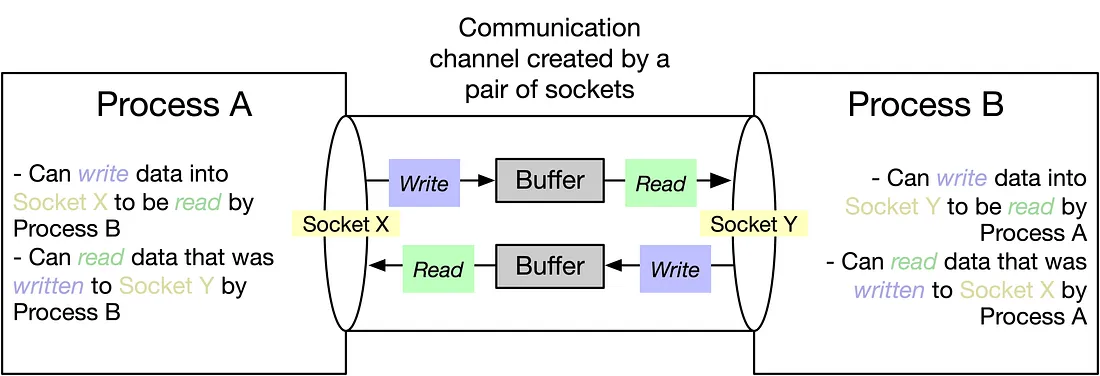 Communication
channel created by a
pair of sockets
Process A
- Can write data into
Socket X to be read by
Process B
- Can read data that was
written to Socket Y by
Process B
Socket X
Write
Buffer
Read
Read
Buffer
Write
Socket Y
Process B
- Can write data into
Socket Y to be read by
Process A
- Can read data that was
written to Socket X by
Process A